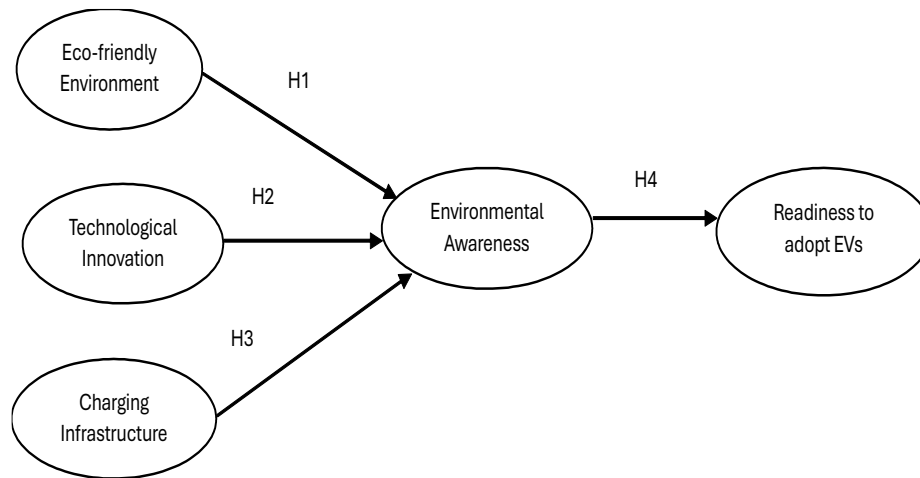 Eco-friendly
Environment
H1
Technological
Innovation
H2
Environmental
Awareness
H4
Readiness to
adopt EVs
H3
Charging
Infrastructure